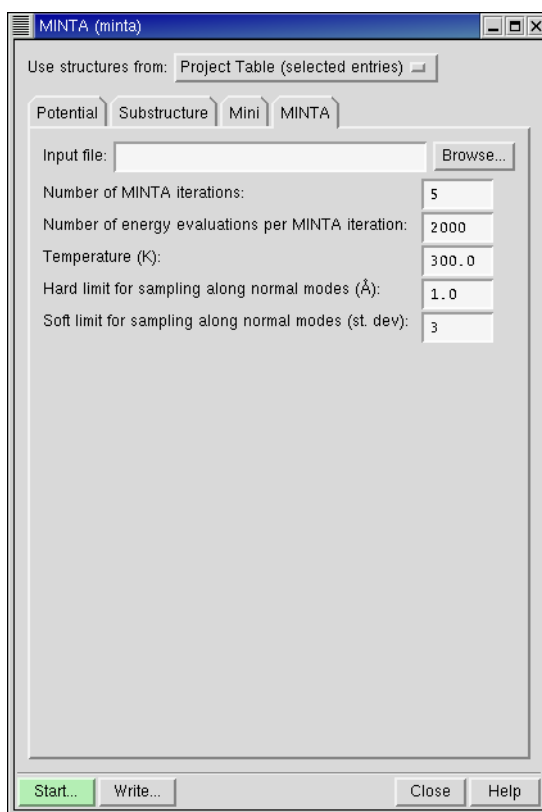 MINTA (minta)
Use structures from: Project Table (selected entries)
Potential Substructure Mini MINTA
Input file: Browse...
Number of MINTA iterations: 5
Number of energy evaluations per MINTA iteration: 2000
Temperature (K): 300.0
Hard limit for sampling along normal modes (Å): 1.0
Soft limit for sampling along normal modes (st. dev): 3
Start... Write... Close Help